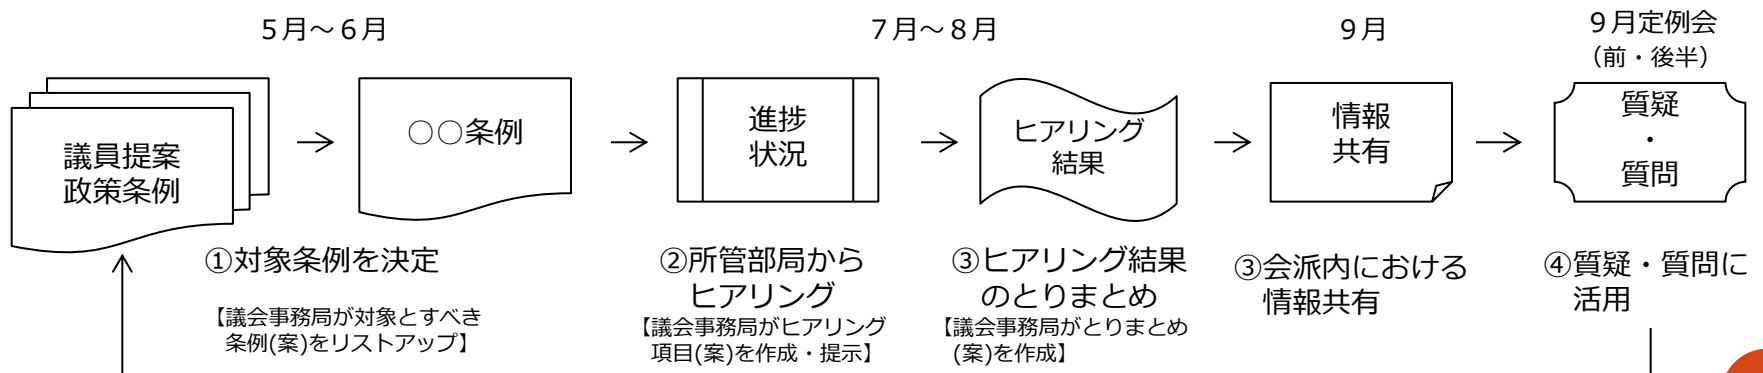 5月～6月
7月～8月
9月
9月定例会
（前・後半）
議員提案
政策条例
○○条例
進捗
状況
ヒアリング
結果
情報
共有
質疑
・
質問
①対象条例を決定
【議会事務局が対象とすべき
条例(案)をリストアップ】
②所管部局から
ヒアリング
【議会事務局がヒアリング
項目(案)を作成・提示】
③ヒアリング結果
のとりまとめ
【議会事務局がとりまとめ
(案)を作成】
③会派内における
情報共有
④質疑・質問に
活用